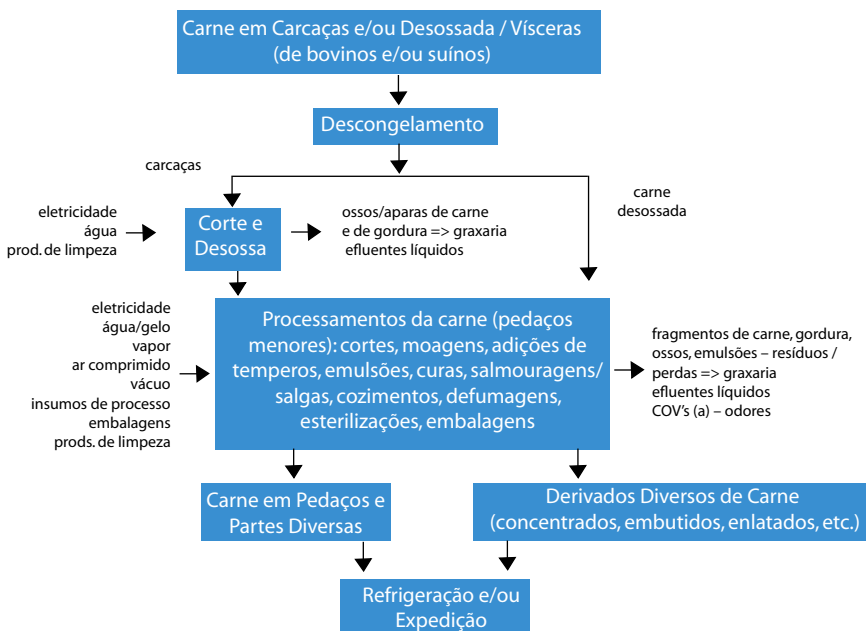 Carne em Carcaças e/ou Desossada / Vísceras
(de bovinos e/ou suínos)
Descongelamento
carcaças
carne
desossada
eletricidade
água
prod. de limpeza
Corte e
Desossa
ossos/aparas de carne
e de gordura => graxaria
efluentes líquidos
eletricidade
água/gelo
vapor
ar comprimido
vácuo
insumos de processo
embalagens
prods. de limpeza
Processamentos da carne (pedaços
menores): cortes, moagens, adições de
temperos, emulsões, curas, salmouragens/
salgas, cozimentos, defumagens,
esterilizações, embalagens
fragmentos de carne, gordura,
ossos, emulsões – resíduos /
perdas => graxaria
efluentes líquidos
COV's (a) – odores
Carne em Pedaços e
Partes Diversas
Derivados Diversos de Carne
(concentrados, embutidos, enlatados, etc.)
Refrigeração e/ou
Expedição